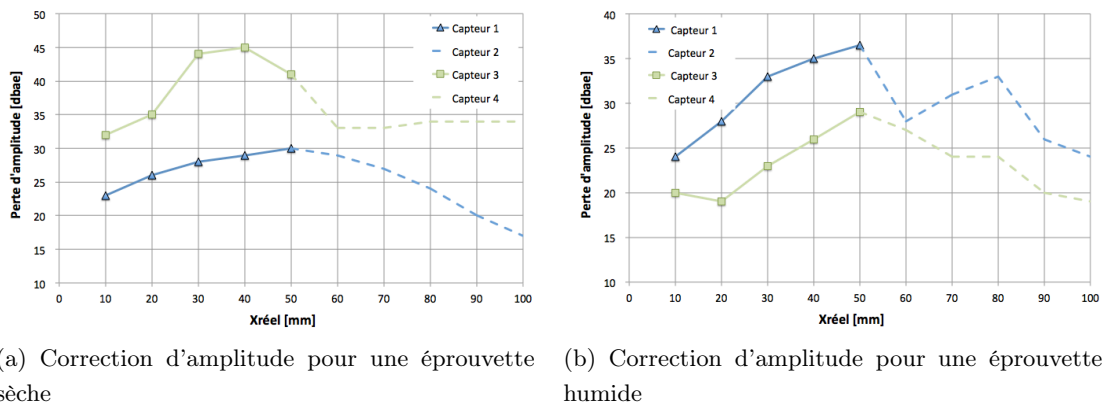 50
45
40
35
30
25
20
15
10
0 10 20 30 40 50 60 70 80 90 100
Perte d'amplitude [dbae]
Xréel [mm]
Capteur 1
Capteur 2
Capteur 3
Capteur 4
(a) Correction d'amplitude pour une éprouvette
sèche
40
35
30
25
20
15
10
0 10 20 30 40 50 60 70 80 90 100
Perte d'amplitude [dbae]
Xréel [mm]
Capteur 1
Capteur 2
Capteur 3
Capteur 4
(b) Correction d'amplitude pour une éprouvette
humide